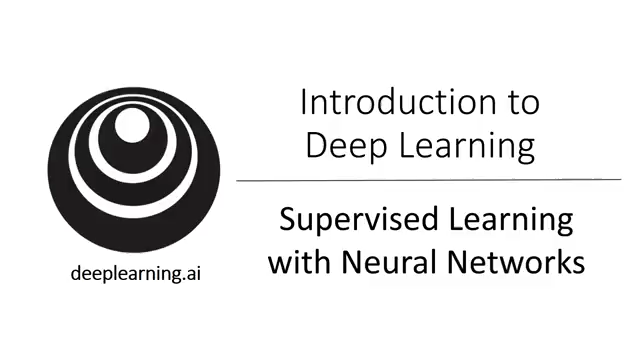 Introduction to
Deep Learning
Supervised Learning
with Neural Networks
deeplearning.ai